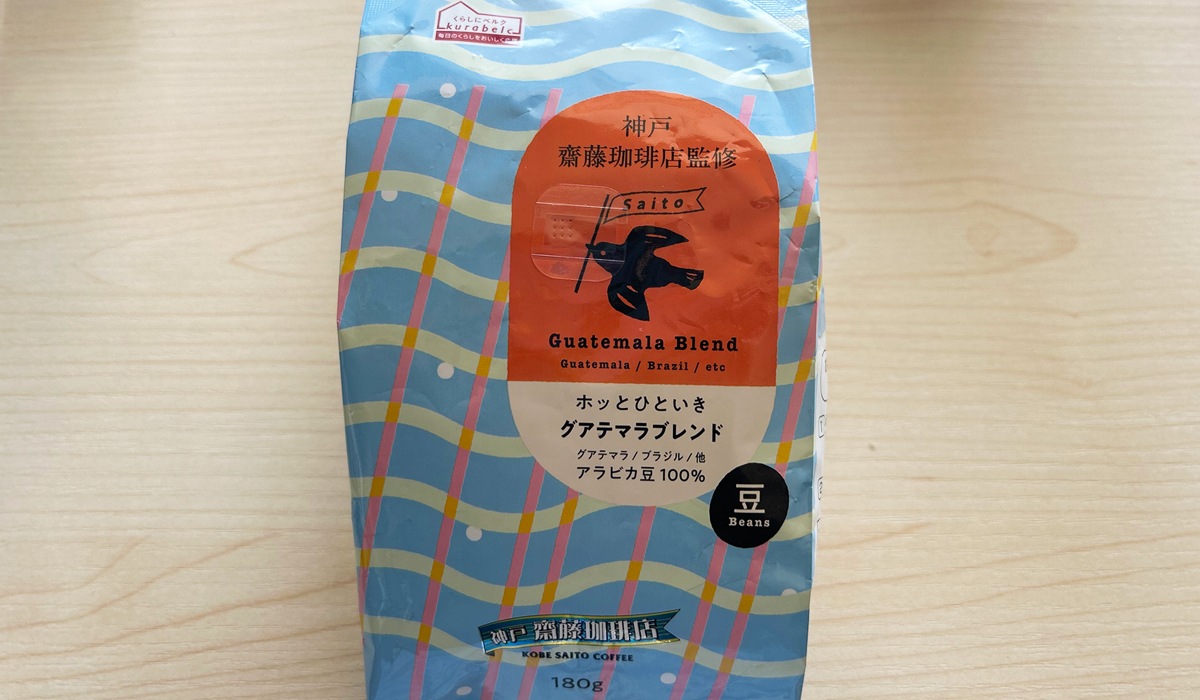 くらしにベルク
kurabelc
毎日のくらしをおいしく応援
神戸
齋藤珈琲店監修
Saito
Guatemala Blend
Guatemala / Brazil / etc
ホッとひといき
グアテマラブレンド
グアテマラ/ブラジル/他
アラビカ豆100%
豆
Beans
神戸 齋藤珈琲店
KOBE SAITO COFFEE
180g